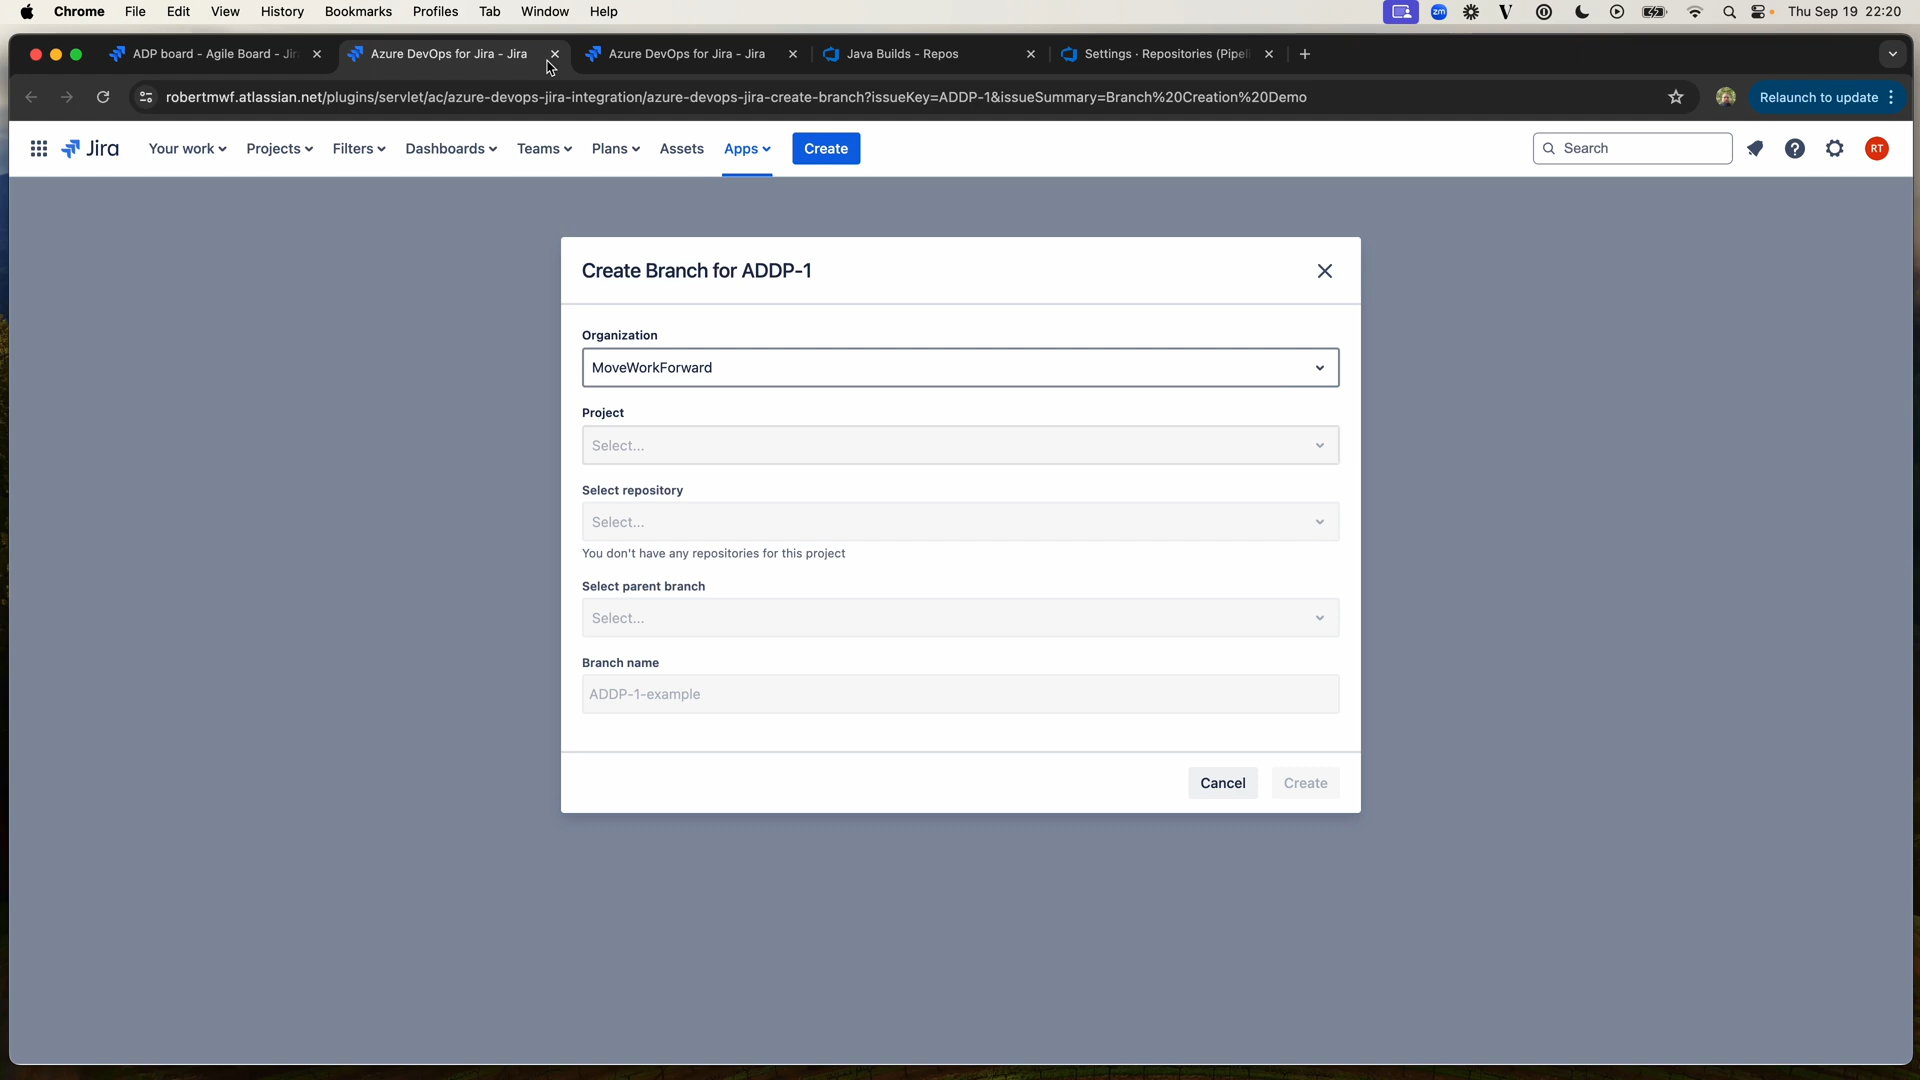 Chrome File Edit View History Bookmarks Profiles Tab Window Help zm V Thu Sep 19 22:20
ADP board - Agile Board - Jir Azure DevOps for Jira - Jira Azure DevOps for Jira - Jira Java Builds - Repos Settings · Repositories (Pipel
robertmwf.atlassian.net/plugins/servlet/ac/azure-devops-jira-integration/azure-devops-jira-create-branch?issueKey=ADDP-1&issueSummary=Branch%20Creation%20Demo Relaunch to update
Jira Your work Projects Filters Dashboards Teams Plans Assets Apps Create Search RT
Create Branch for ADDP-1
Organization
MoveWorkForward
Project
Select...
Select repository
Select...
You don't have any repositories for this project
Select parent branch
Select...
Branch name
ADDP-1-example
Cancel Create